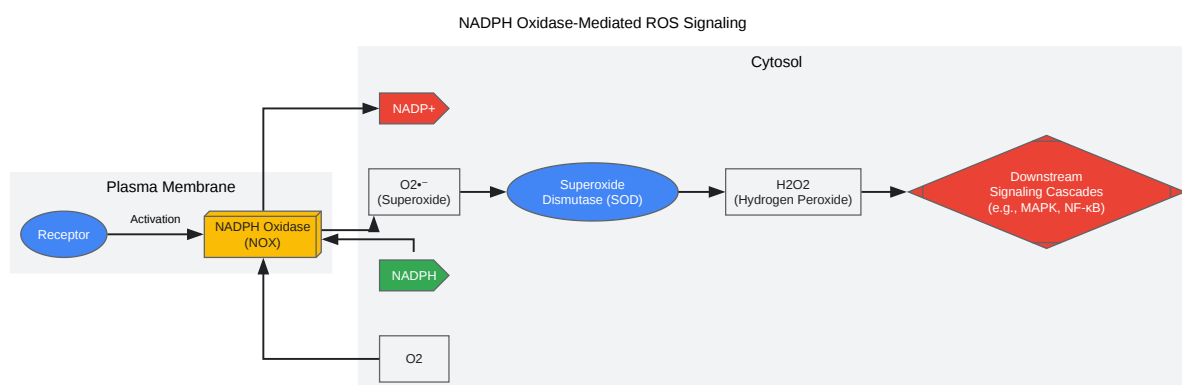 NADPH Oxidase-Mediated ROS Signaling
Cytosol
NADP+
Plasma Membrane
Receptor
Activation
NADPH Oxidase
(NOX)
O2•⁻
(Superoxide)
Superoxide
Dismutase (SOD)
H2O2
(Hydrogen Peroxide)
Downstream
Signaling Cascades
(e.g., MAPK, NF-κB)
NADPH
O2